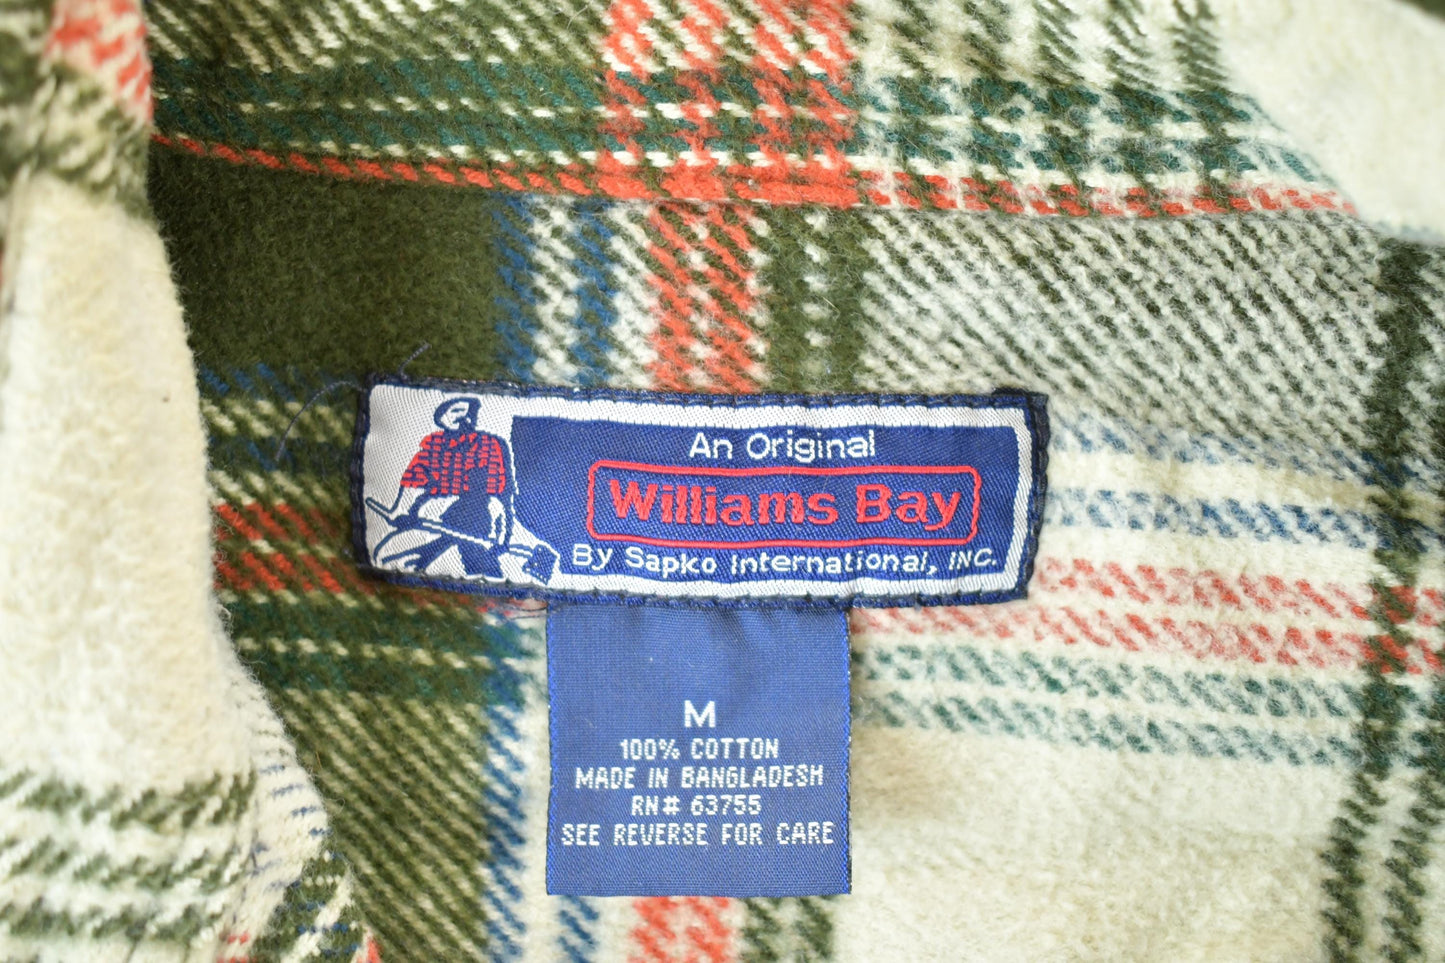 An Original
Williams Bay
By Sapko International, INC.
M
100% COTTON
MADE IN BANGLADESH
RN# 63755
SEE REVERSE FOR CARE